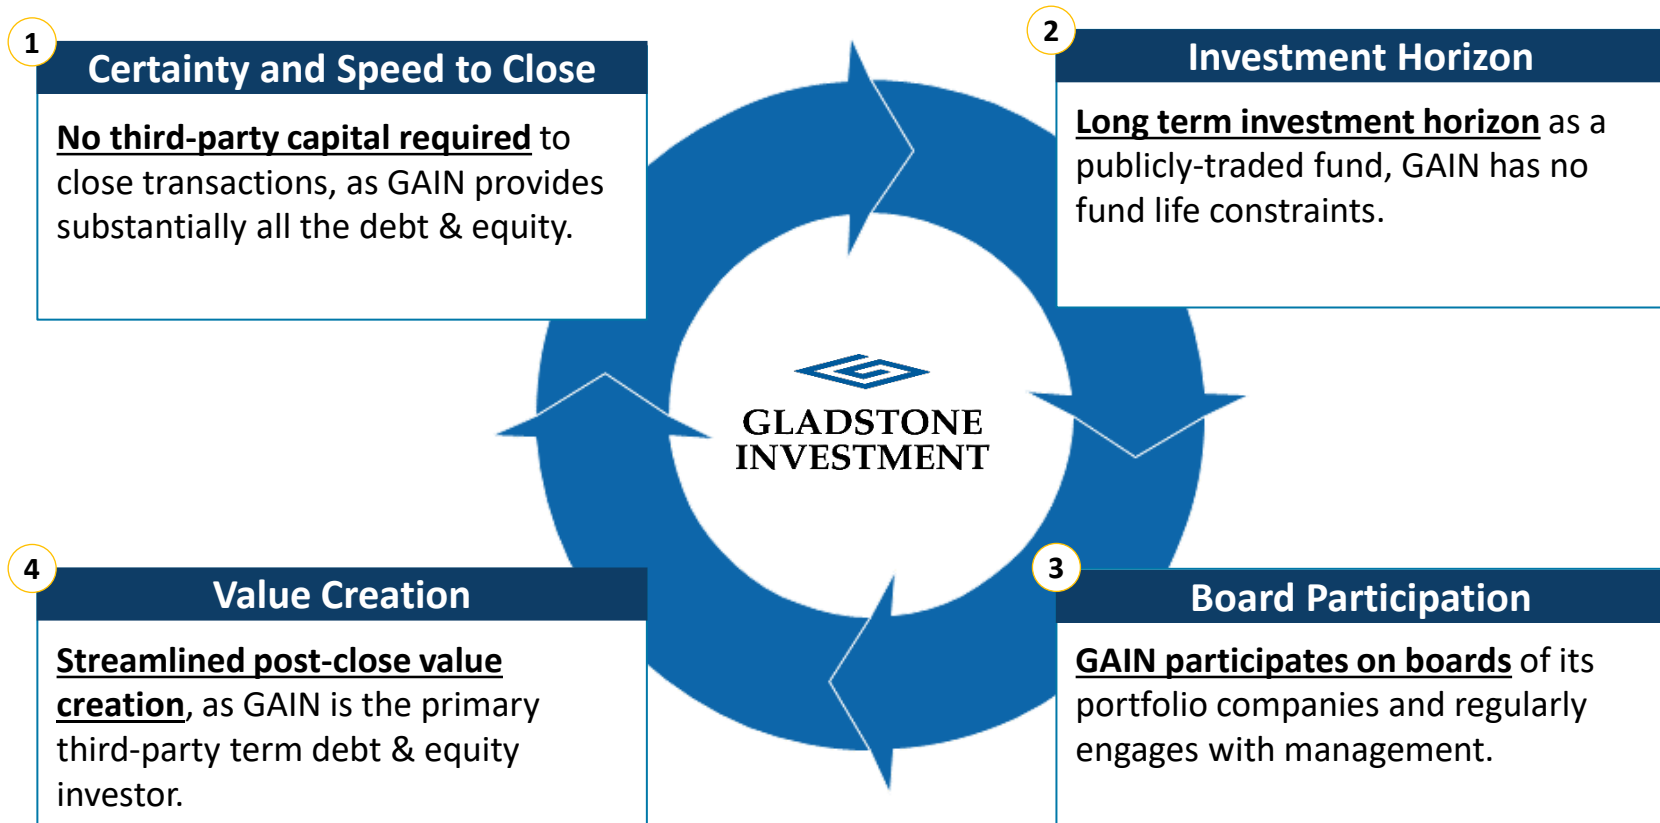 1
Certainty and Speed to Close
No third-party capital required to
close transactions, as GAIN provides
substantially all the debt & equity.
2
Investment Horizon
Long term investment horizon as a
publicly-traded fund, GAIN has no
fund life constraints.
GLADSTONE
INVESTMENT
3
Board Participation
GAIN participates on boards of its
portfolio companies and regularly
engages with management.
4
Value Creation
Streamlined post-close value
creation, as GAIN is the primary
third-party term debt & equity
investor.